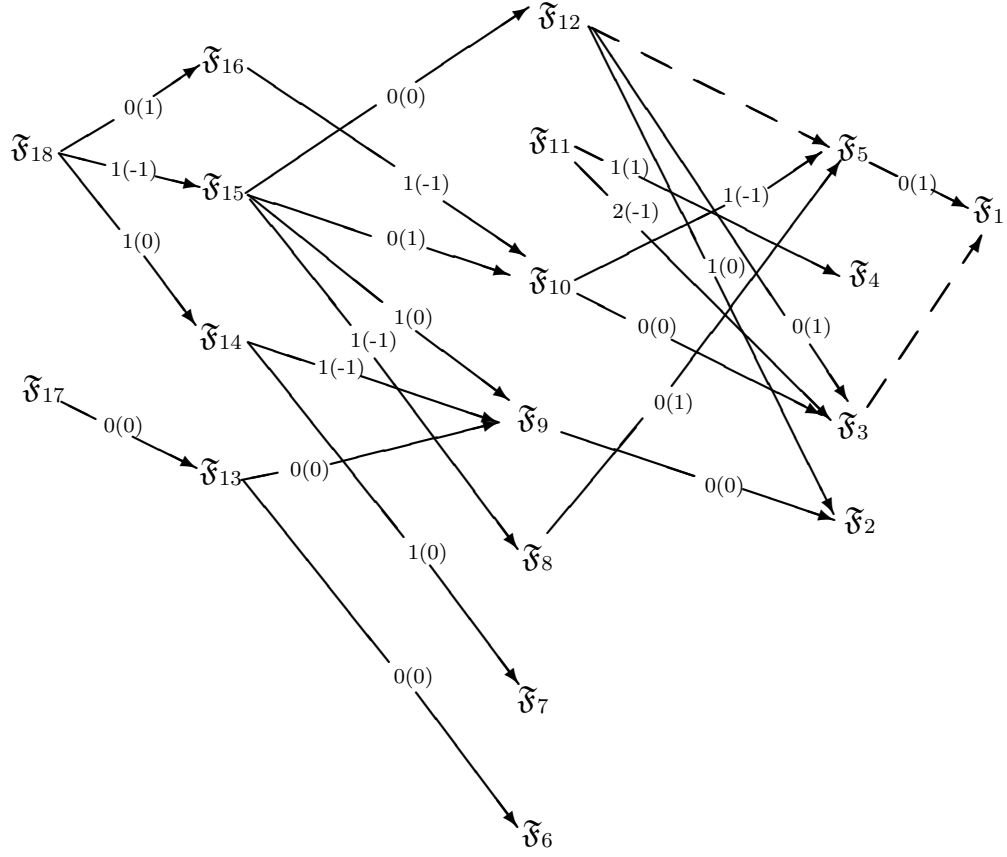 𝔉12
𝔉16
0(0)
0(1)
𝔉18
𝔉11
𝔉5
1(-1)
1(1)
𝔉15
1(-1)
1(-1)
0(1)
2(-1)
𝔉1
1(0)
0(1)
1(0)
𝔉10
𝔉4
1(0)
0(0)
0(1)
𝔉14
1(-1)
1(-1)
𝔉17
0(1)
0(0)
𝔉9
𝔉3
𝔉13
0(0)
0(0)
𝔉2
1(0)
𝔉8
0(0)
𝔉7
𝔉6